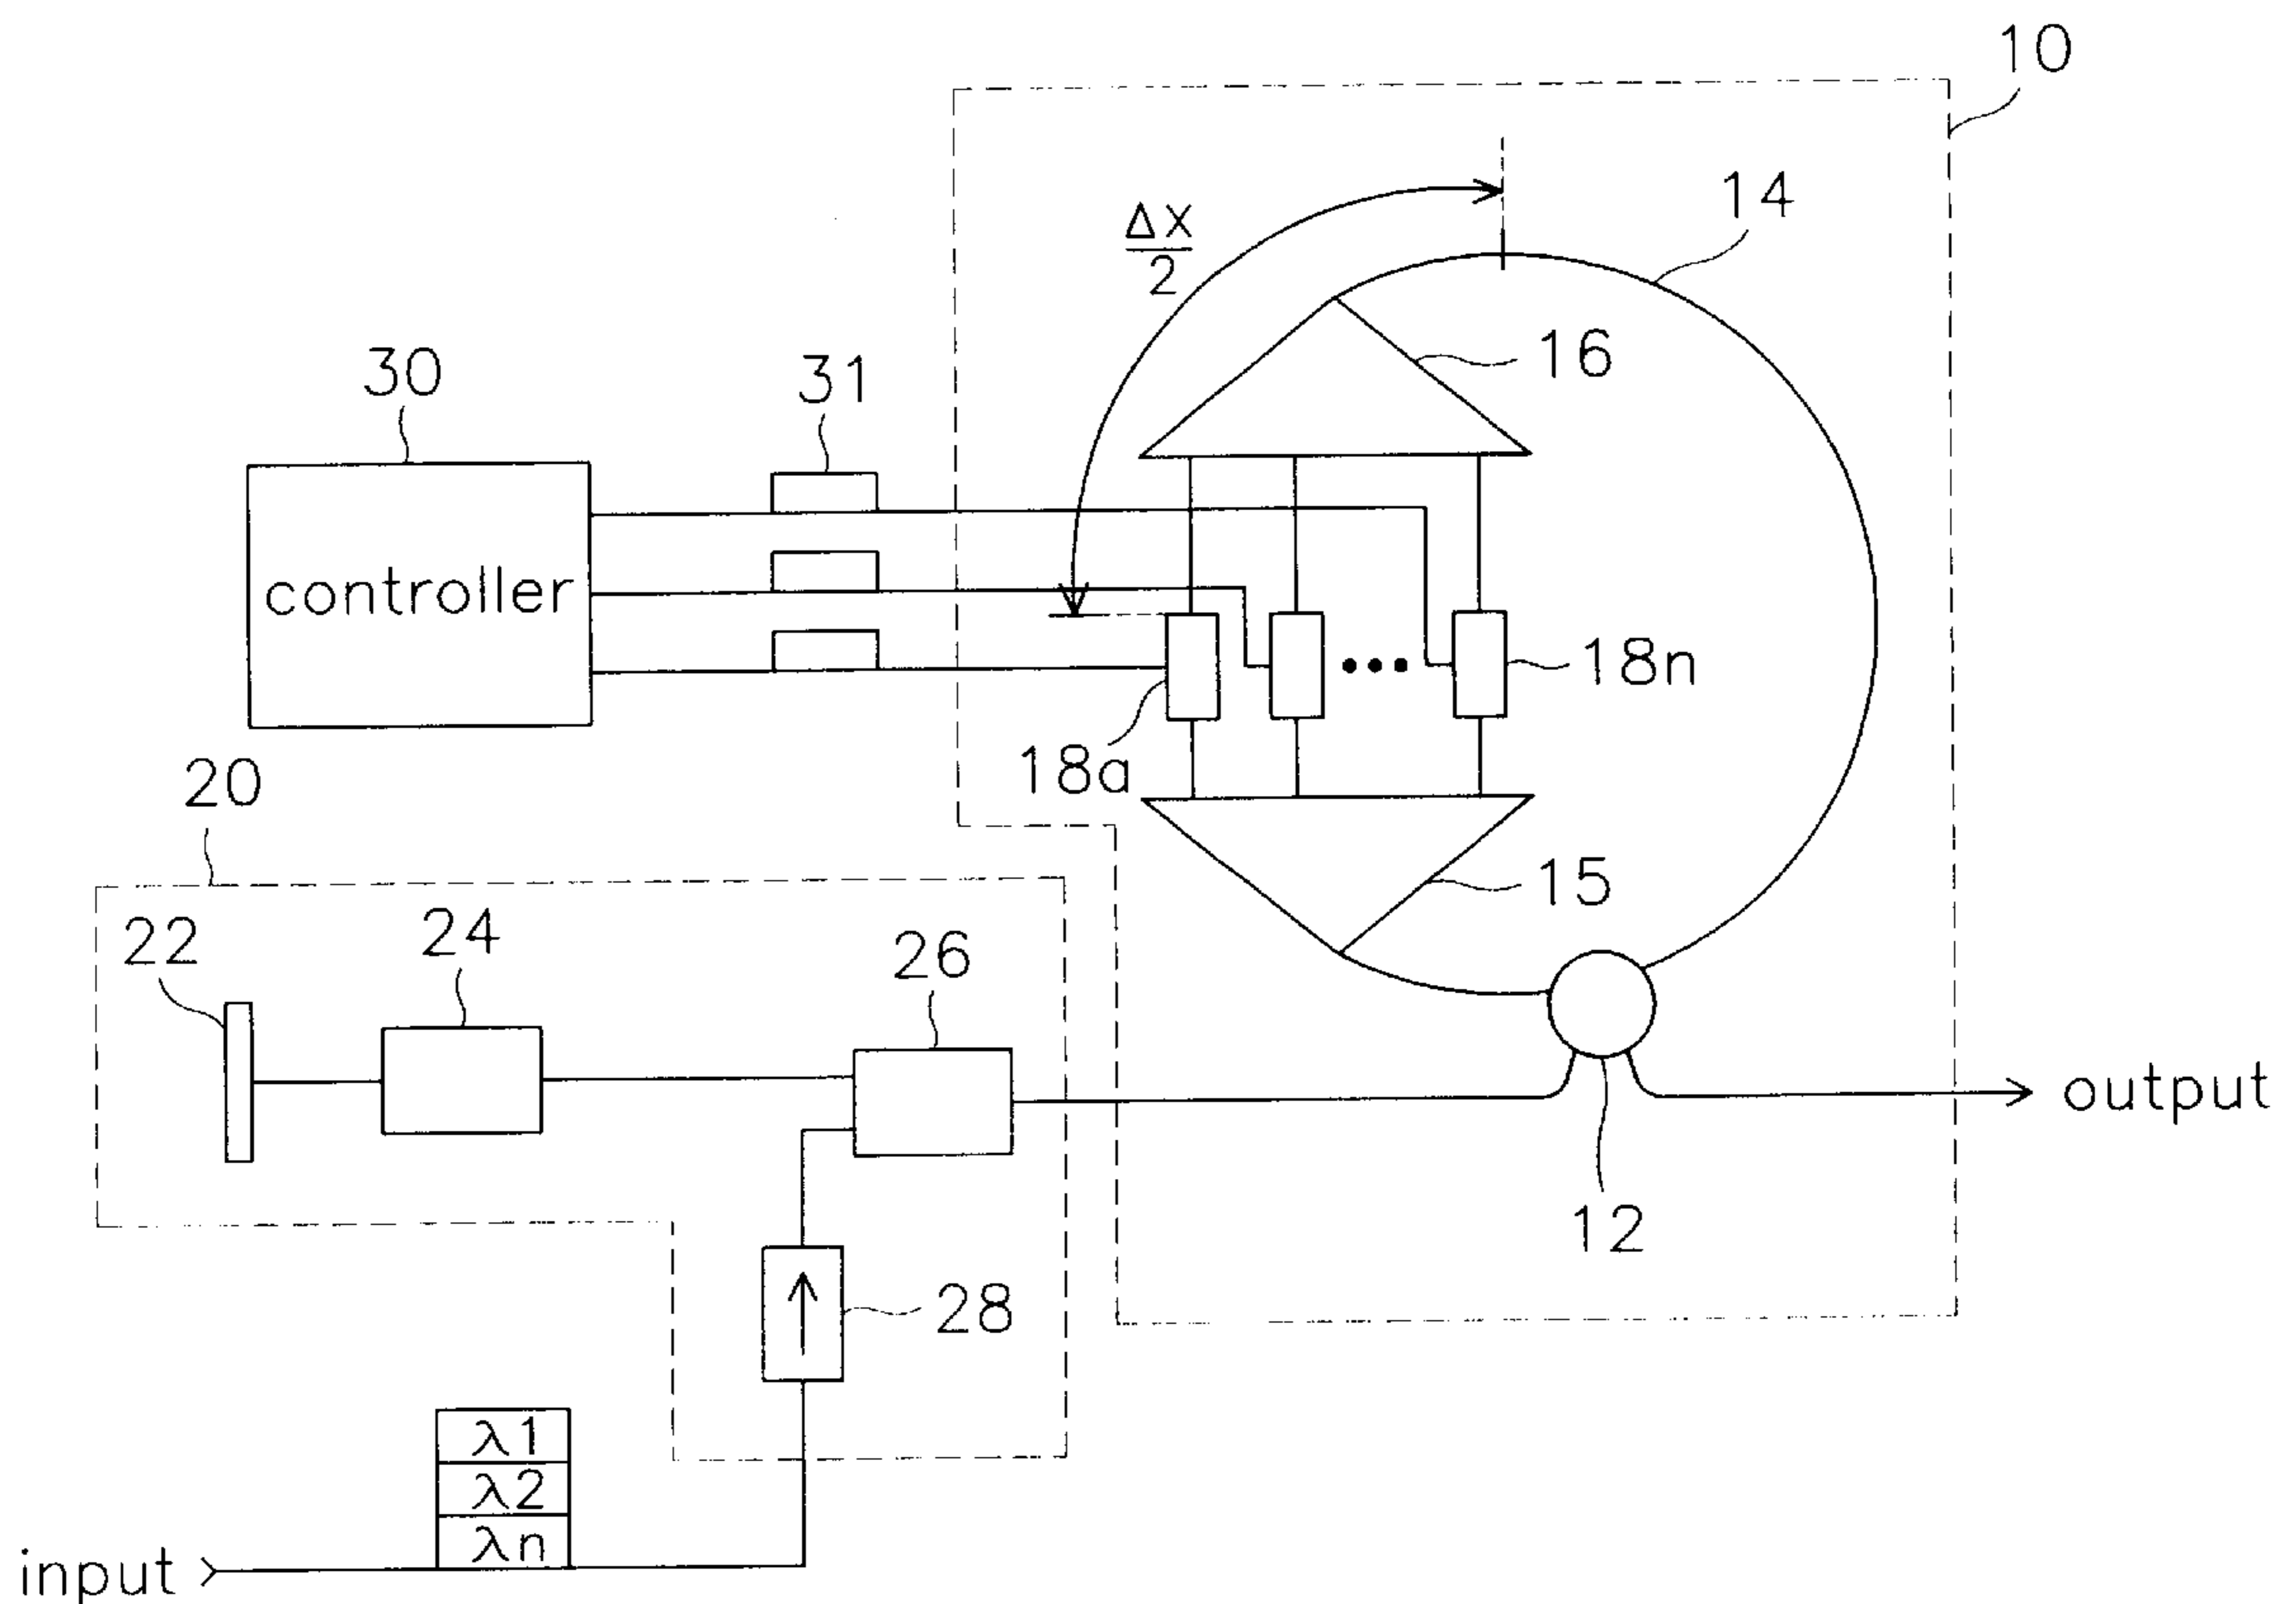 10
14
Δx
2
16
30
31
controller
18n
18a
20
15
22
24
26
output
12
28
λ1
λ2
λn
input